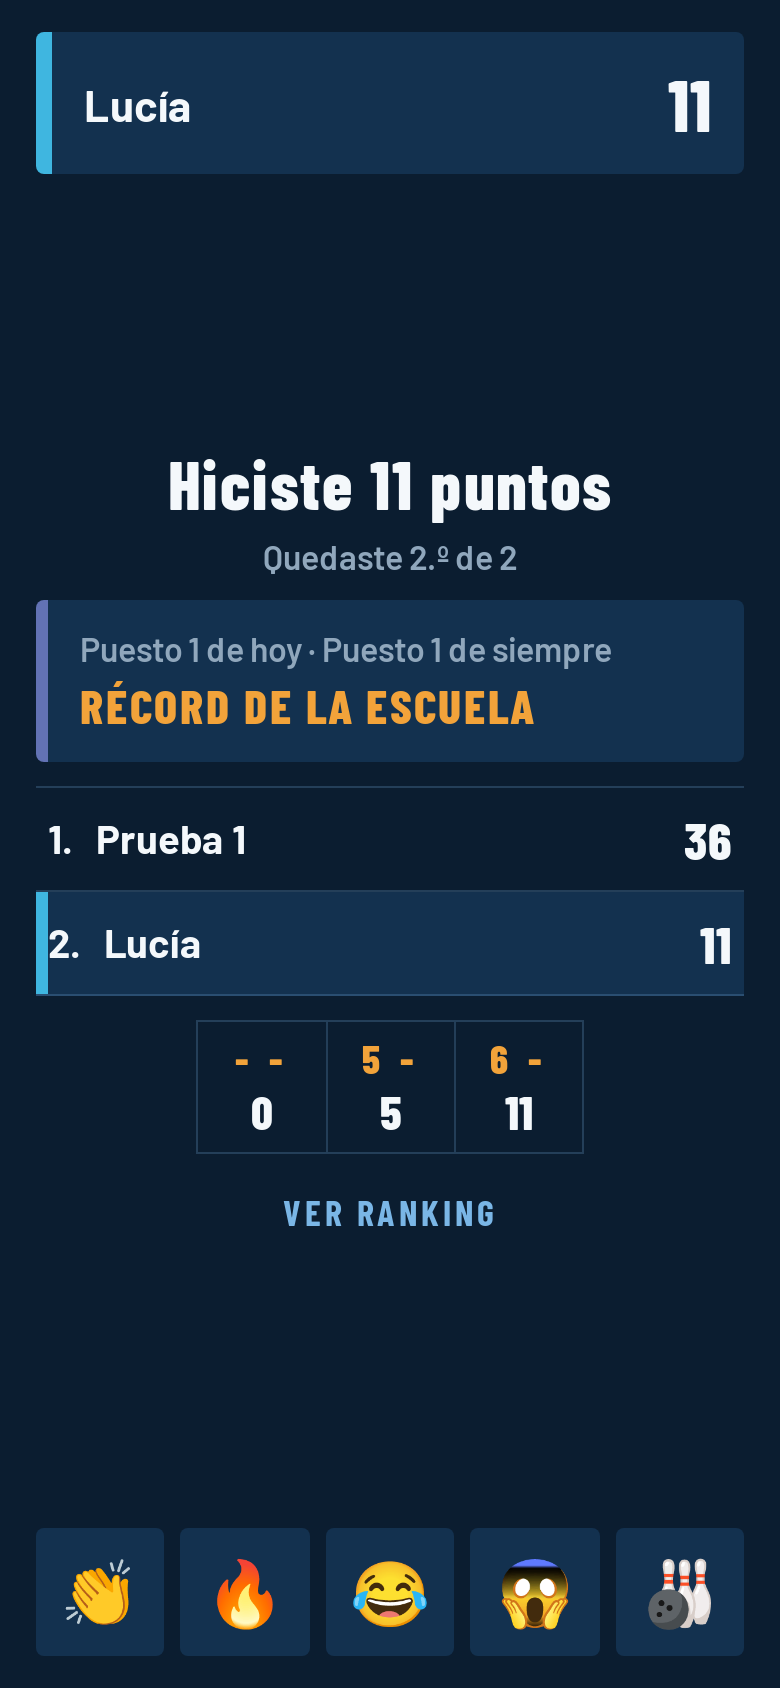 Lucía 11
Hiciste 11 puntos
Quedaste 2.º de 2
Puesto 1 de hoy · Puesto 1 de siempre
RÉCORD DE LA ESCUELA
1. Prueba 1 36
2. Lucía 11
- - 5 - 6 -
0 5 11
VER RANKING